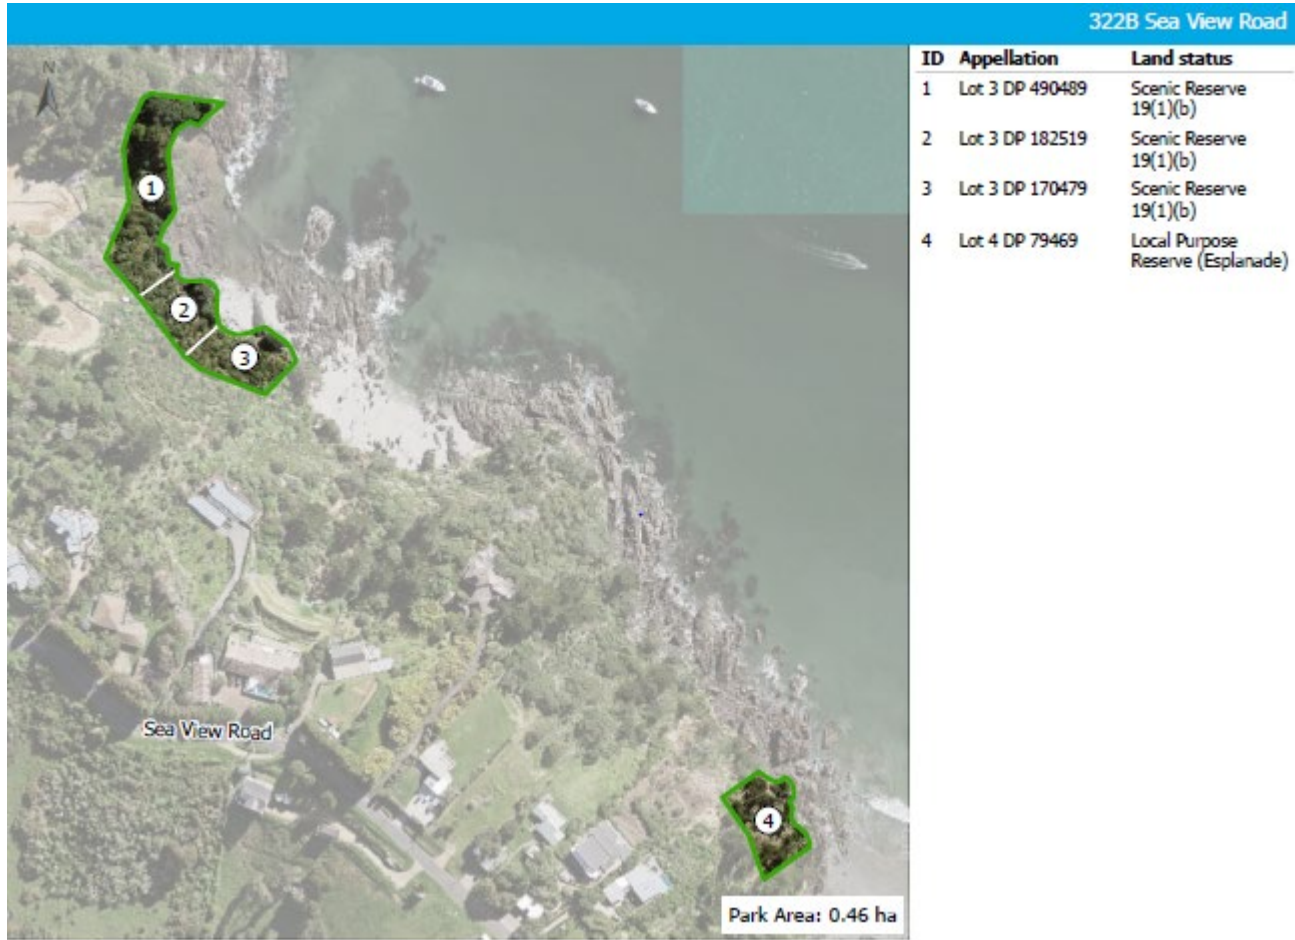 322B Sea View Road
N
ID Appellation Land status
1 Lot 3 DP 490489 Scenic Reserve
19(1)(b)
2 Lot 3 DP 182519 Scenic Reserve
19(1)(b)
3 Lot 3 DP 170479 Scenic Reserve
19(1)(b)
4 Lot 4 DP 79469 Local Purpose
Reserve (Esplanade)
1
2
3
Sea View Road
4
Park Area: 0.46 ha